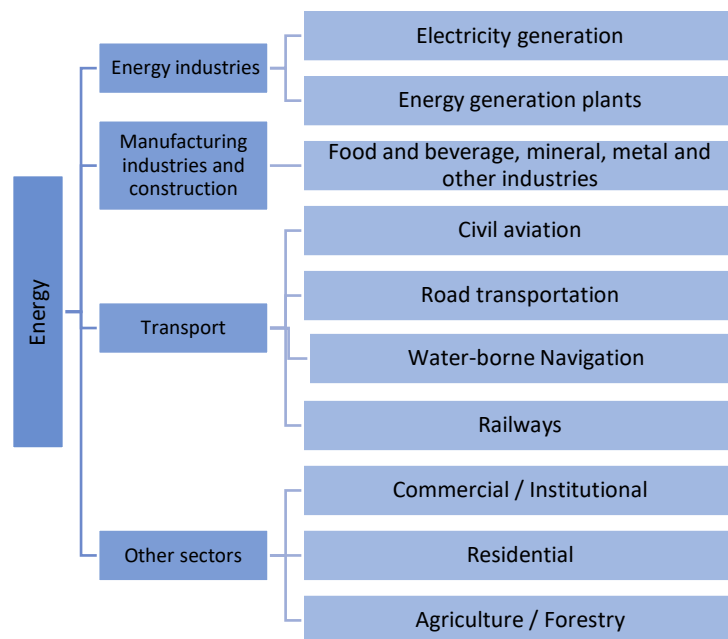 Energy
Energy industries
Electricity generation
Energy generation plants
Manufacturing
industries and
construction
Food and beverage, mineral, metal and
other industries
Transport
Civil aviation
Road transportation
Water-borne Navigation
Railways
Other sectors
Commercial / Institutional
Residential
Agriculture / Forestry